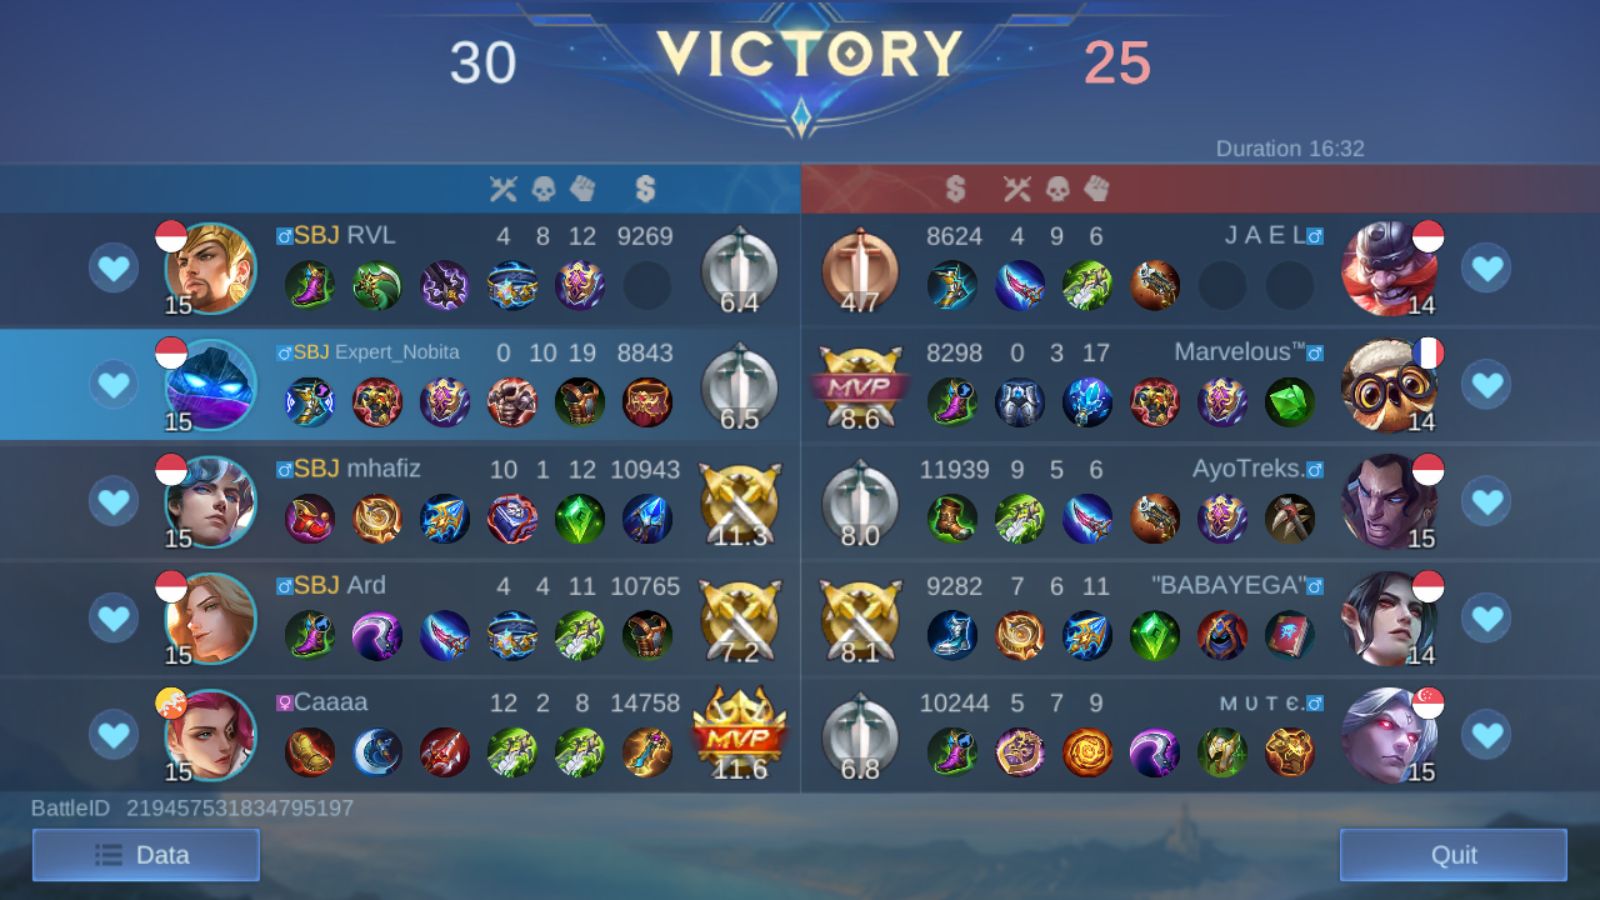 30 VICTORY 25
Duration 16:32
SBJ RVL 4 8 12 9269
15 6.4
8624 4 9 6 J A E L
4.7 14
SBJ Expert_Nobita 0 10 19 8843
15 6.5
8298 0 3 17 Marvelous™
MVP 8.6 14
SBJ mhafiz 10 1 12 10943
15 11.3
11939 9 5 6 AyoTreks.
8.0 15
SBJ Ard 4 4 11 10765
15 7.2
9282 7 6 11 "BABAYEGA"
8.1 14
Caaaa 12 2 8 14758
15 MVP 11.6
10244 5 7 9 ᴍ ᴜ ᴛ є.
6.8 15
BattleID 219457531834795197
Data
Quit